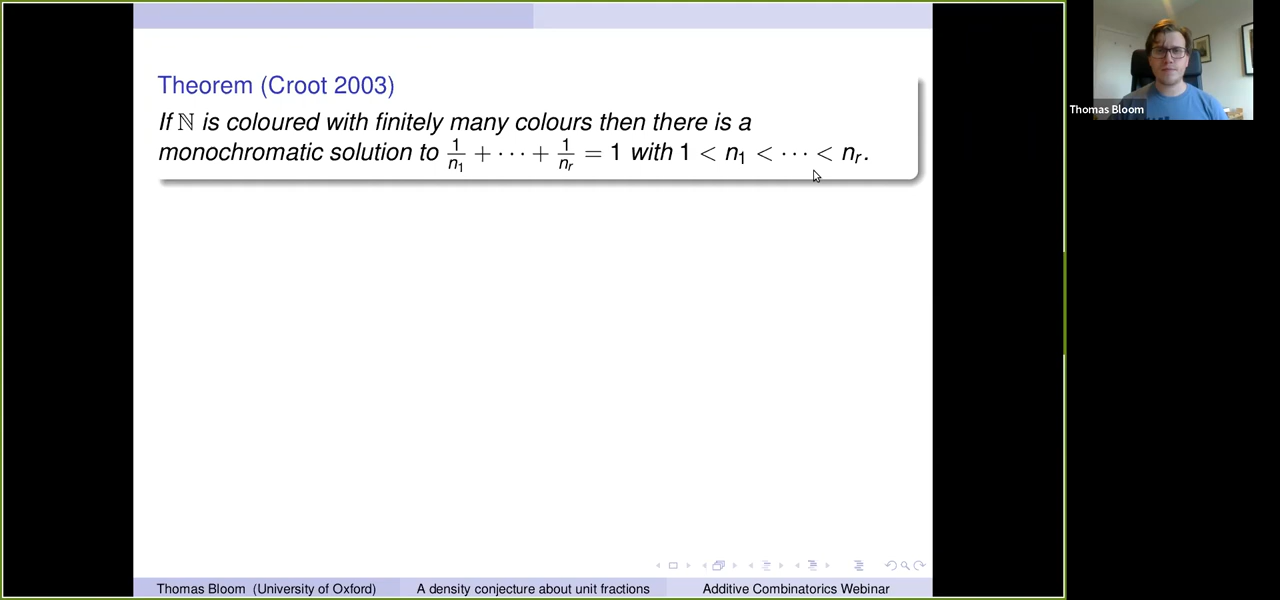 Theorem (Croot 2003)
If ℕ is coloured with finitely many colours then there is a
monochromatic solution to 1/n₁ + ⋯ + 1/nᵣ = 1 with 1 < n₁ < ⋯ < nᵣ.
Thomas Bloom
Thomas Bloom (University of Oxford) A density conjecture about unit fractions Additive Combinatorics Webinar